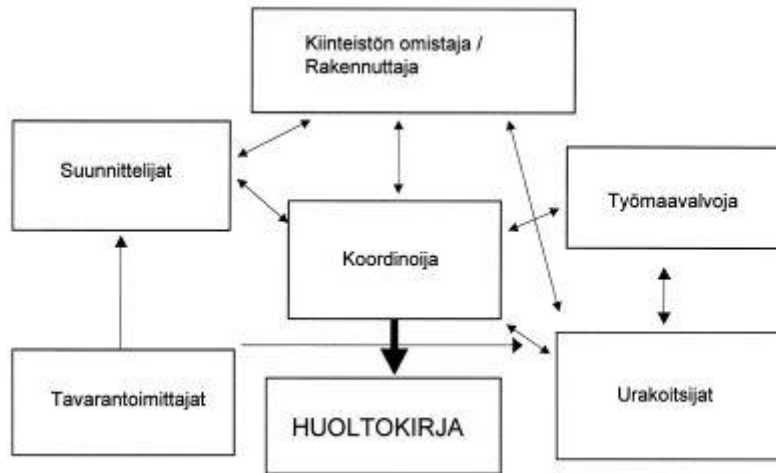 Kiinteistön omistaja /
Rakennuttaja
Suunnittelijat
Työmaavalvoja
Koordinoija
Tavarantoimittajat
Urakoitsijat
HUOLTOKIRJA